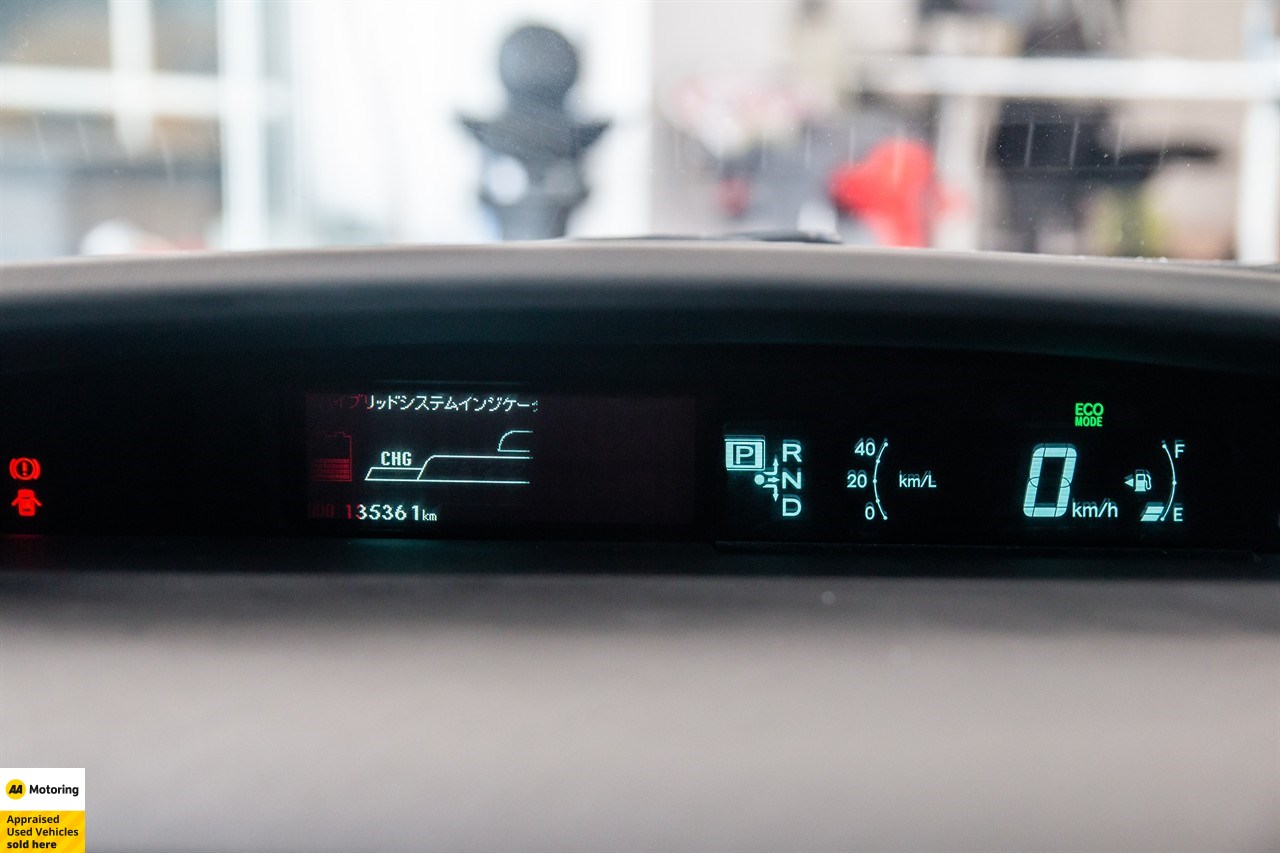 イブリッドシステムインジケー
CHG
135361km
P
R
N
D
40
20
0
km/L
ECO
MODE
0
km/h
F
E
AA Motoring
Appraised
Used Vehicles
sold here